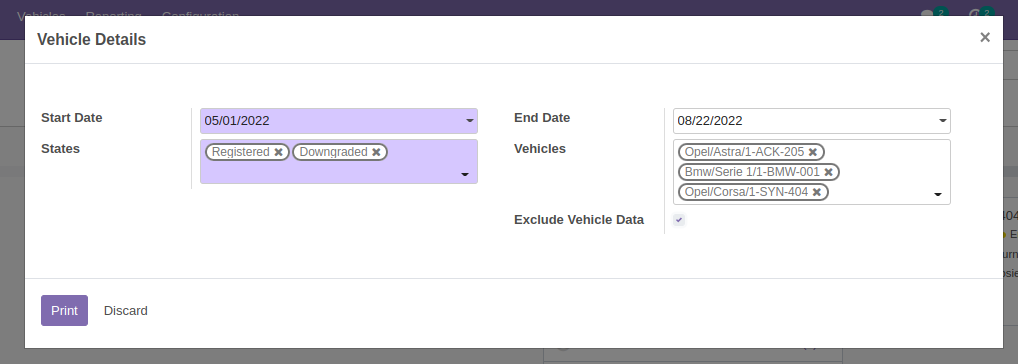 Vehicles Reporting Configuration
2 2
Vehicle Details ×
Start Date 05/01/2022 End Date 08/22/2022
States Registered × Downgraded × Vehicles Opel/Astra/1-ACK-205 ×
Bmw/Serie 1/1-BMW-001 ×
Opel/Corsa/1-SYN-404 ×
Exclude Vehicle Data
Print Discard